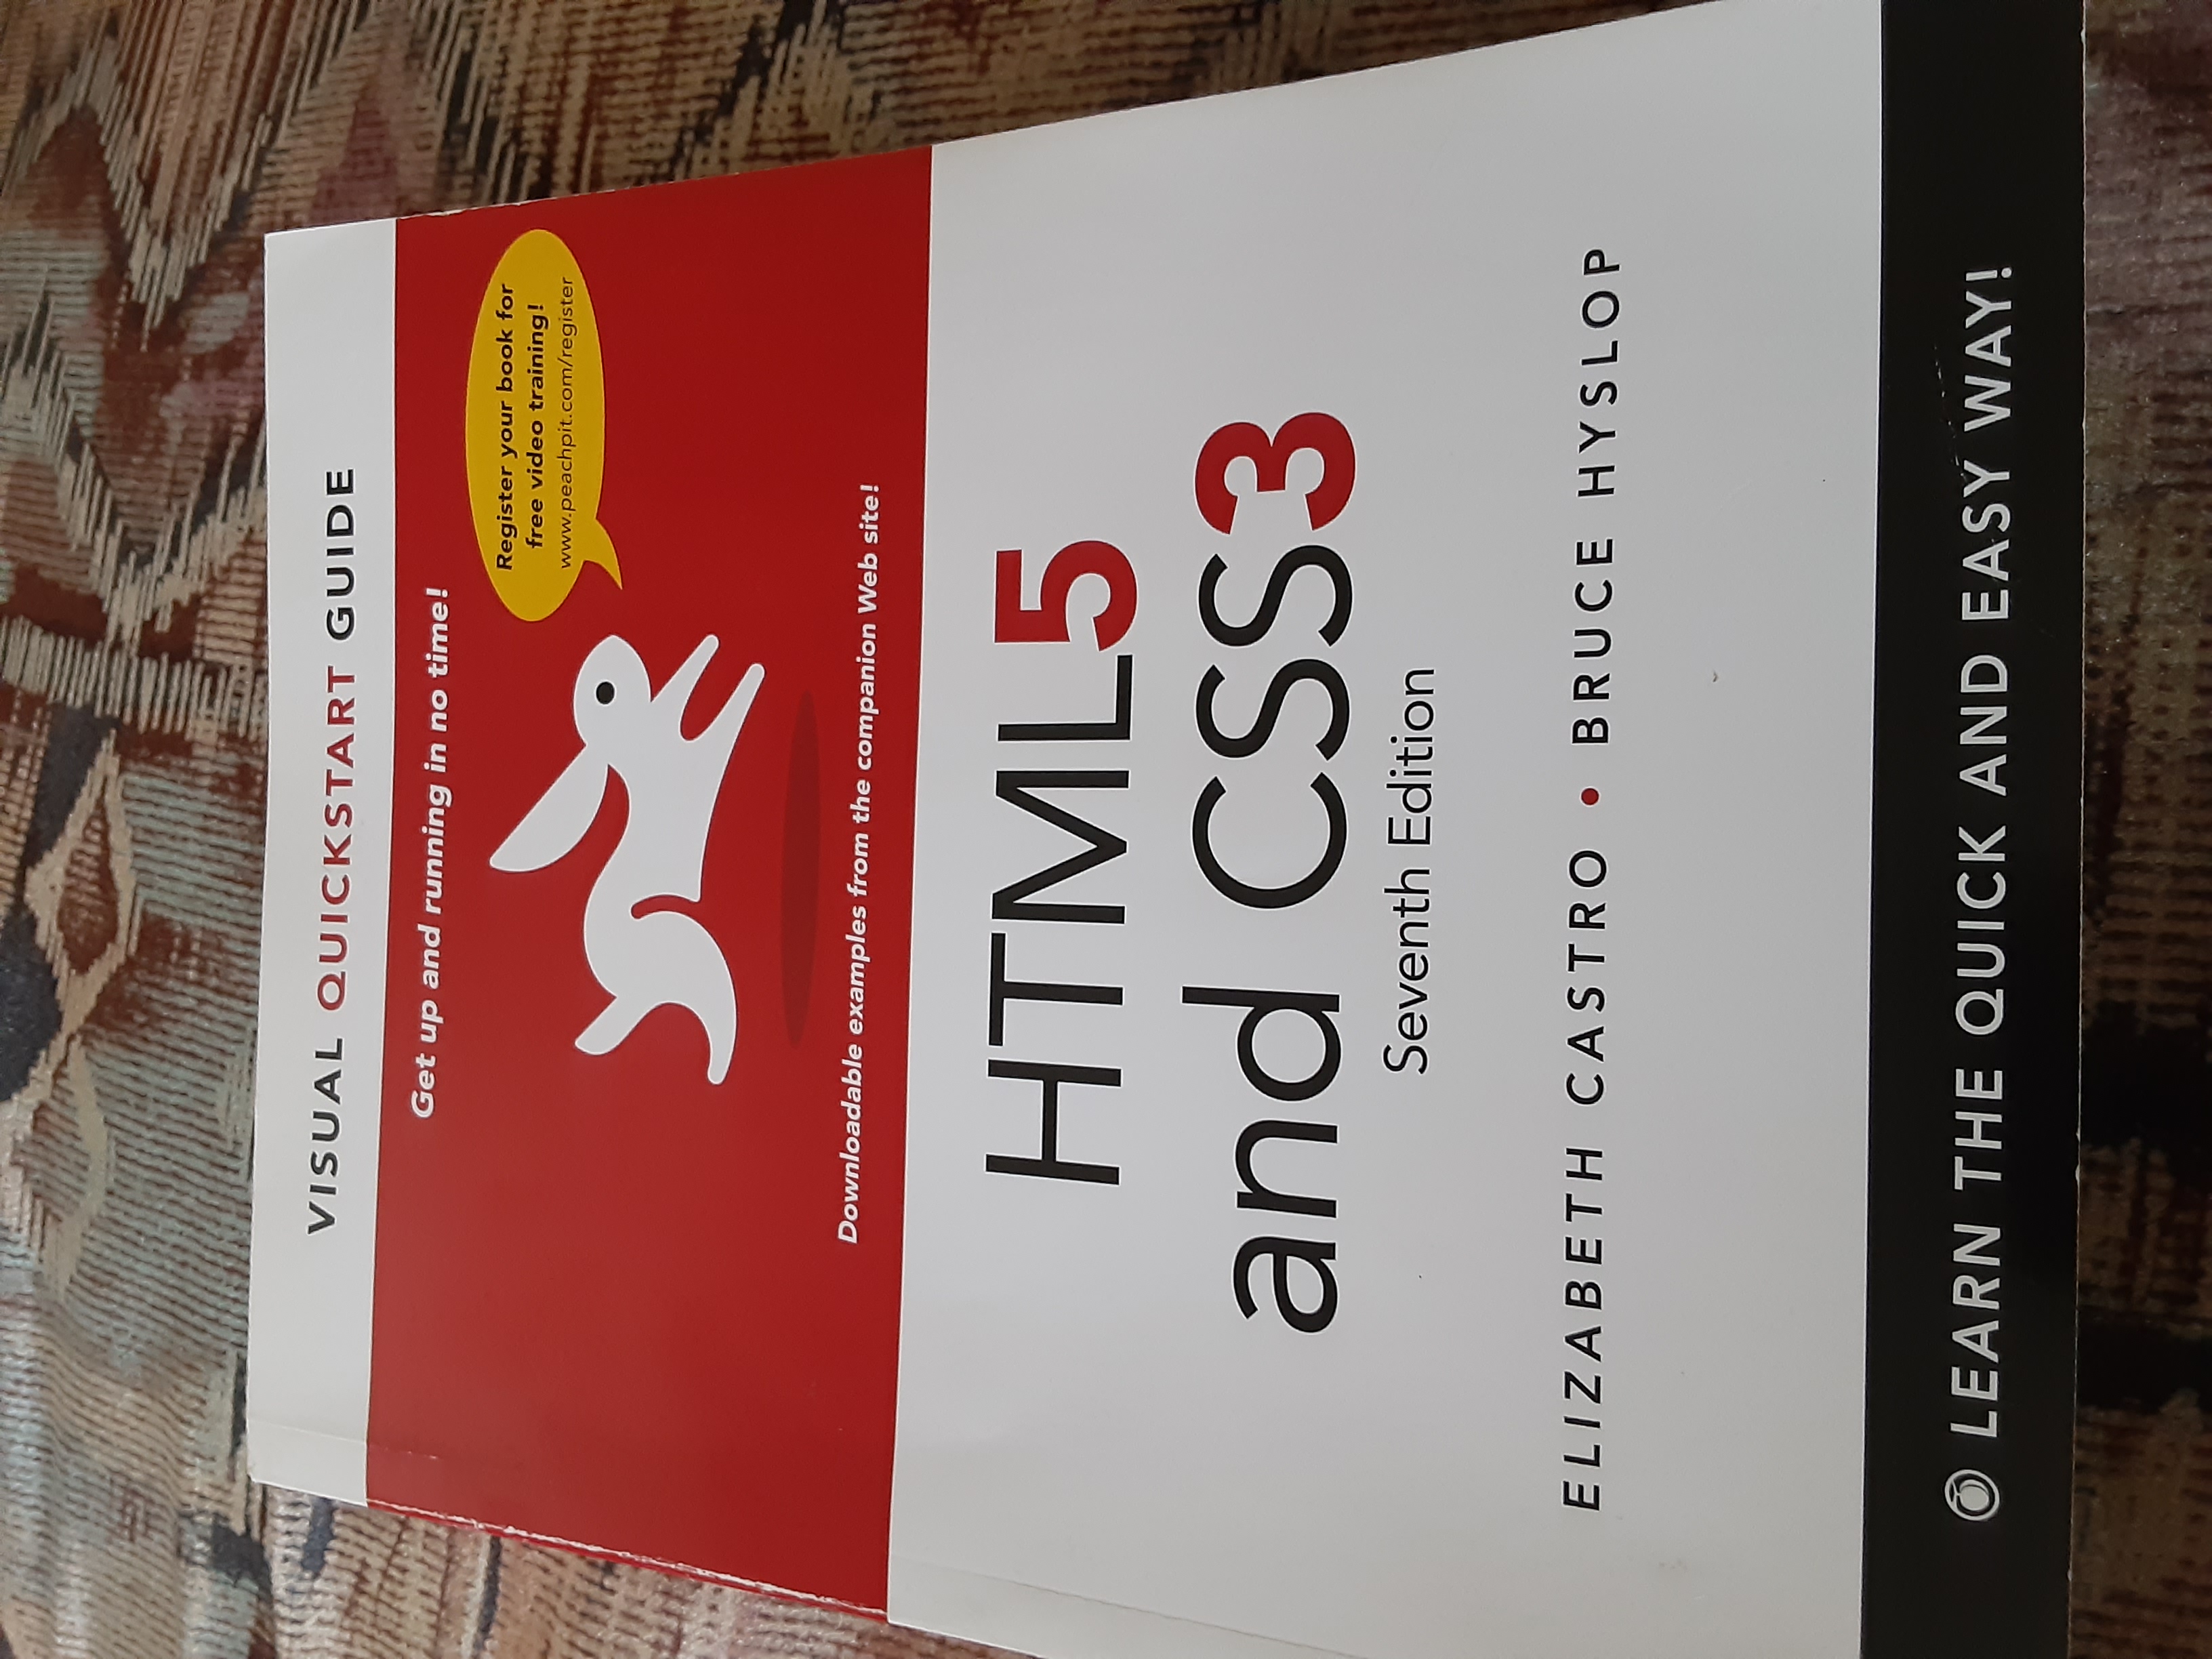 VISUAL QUICKSTART GUIDE
Get up and running in no time!
Register your book for
free video training!
www.peachpit.com/register
Downloadable examples from the companion Web site!
HTML5
and CSS3
Seventh Edition
ELIZABETH CASTRO • BRUCE HYSLOP
LEARN THE QUICK AND EASY WAY!